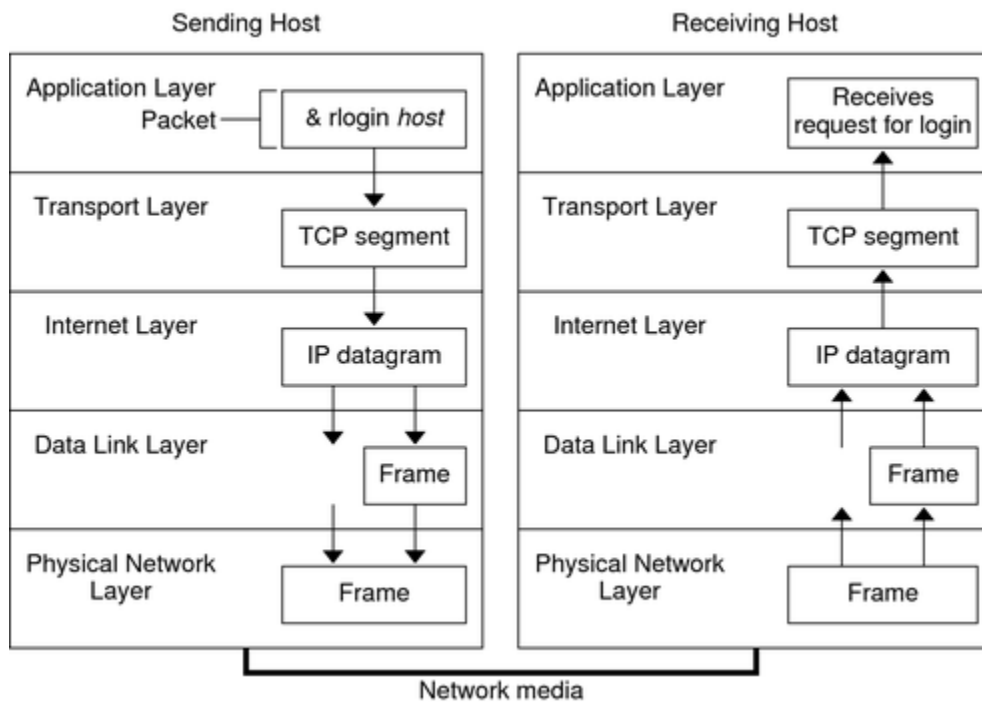 Sending Host
Application Layer
Packet
& rlogin host
Transport Layer
TCP segment
Internet Layer
IP datagram
Data Link Layer
Frame
Physical Network
Layer
Frame
Receiving Host
Application Layer
Receives
request for login
Transport Layer
TCP segment
Internet Layer
IP datagram
Data Link Layer
Frame
Physical Network
Layer
Frame
Network media